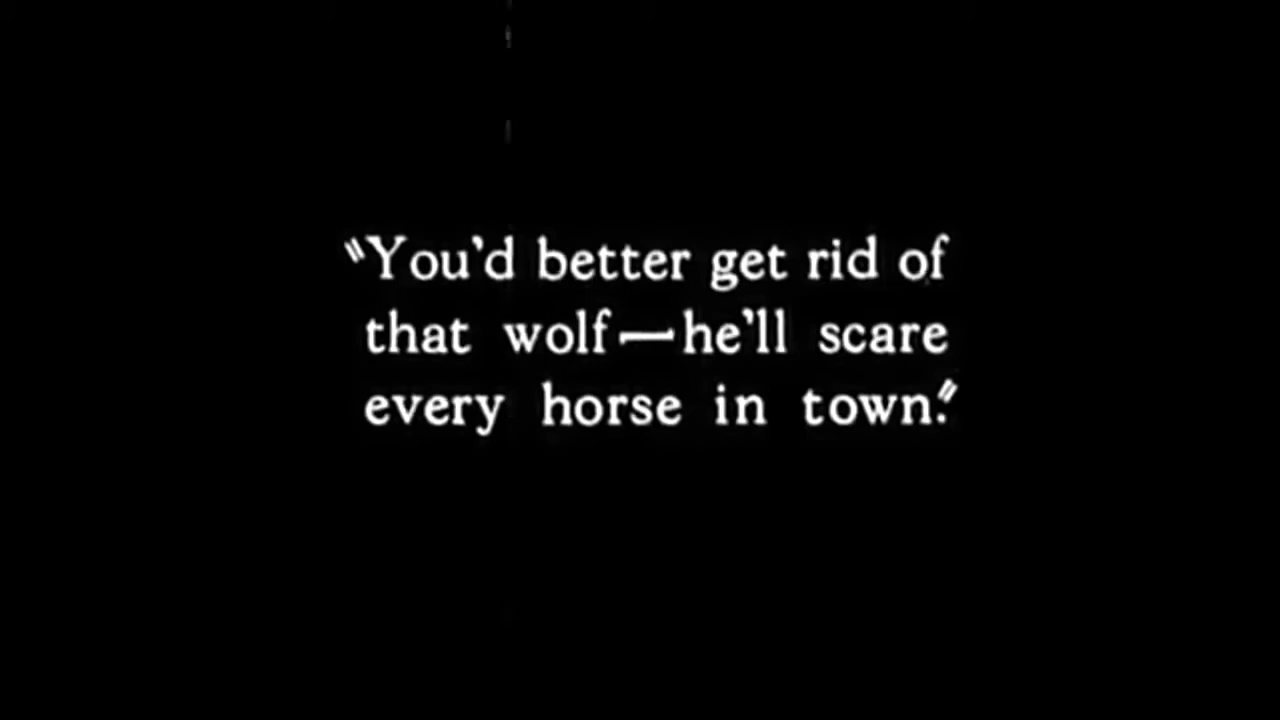 "You'd better get rid of
that wolf—he'll scare
every horse in town."